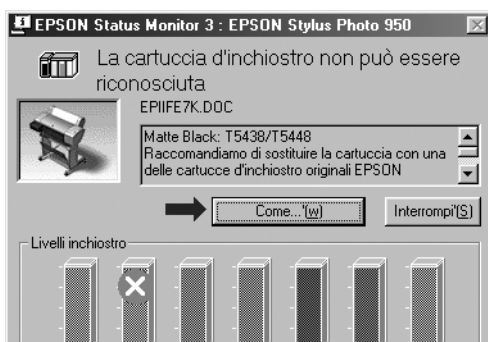 EPSON Status Monitor 3 : EPSON Stylus Photo 950
La cartuccia d'inchiostro non può essere
riconosciuta
EPIIFE7K.DOC
Matte Black: T5438/T5448
Raccomandiamo di sostituire la cartuccia con una
delle cartucce d'inchiostro originali EPSON
Come...'(w) Interrompi'(S)
Livelli inchiostro